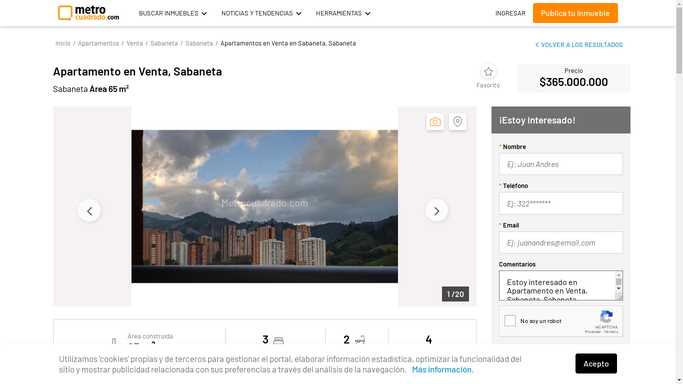 metro
cuadrado.com
BUSCAR INMUEBLES
NOTICIAS Y TENDENCIAS
HERRAMIENTAS
INGRESAR
Publica tu inmueble
Inicio / Apartamentos / Venta / Sabaneta / Sabaneta / Apartamentos en Venta en Sabaneta, Sabaneta
VOLVER A LOS RESULTADOS
Apartamento en Venta, Sabaneta
Sabaneta Área 65 m²
Favorito
Precio
$365.000.000
Metrocuadrado.com
1 /20
¡Estoy Interesado!
* Nombre
Ej: Juan Andres
* Teléfono
Ej: 322*******
* Email
Ej: juanandres@email.com
Comentarios
Estoy interesado en
Apartamento en Venta,
Sabaneta, Sabaneta
No soy un robot
reCAPTCHA
Privacidad - Términos
Área construida
3
2
4
Utilizamos 'cookies' propias y de terceros para gestionar el portal, elaborar información estadística, optimizar la funcionalidad del
sitio y mostrar publicidad relacionada con sus preferencias a través del análisis de la navegación. Más información.
Acepto